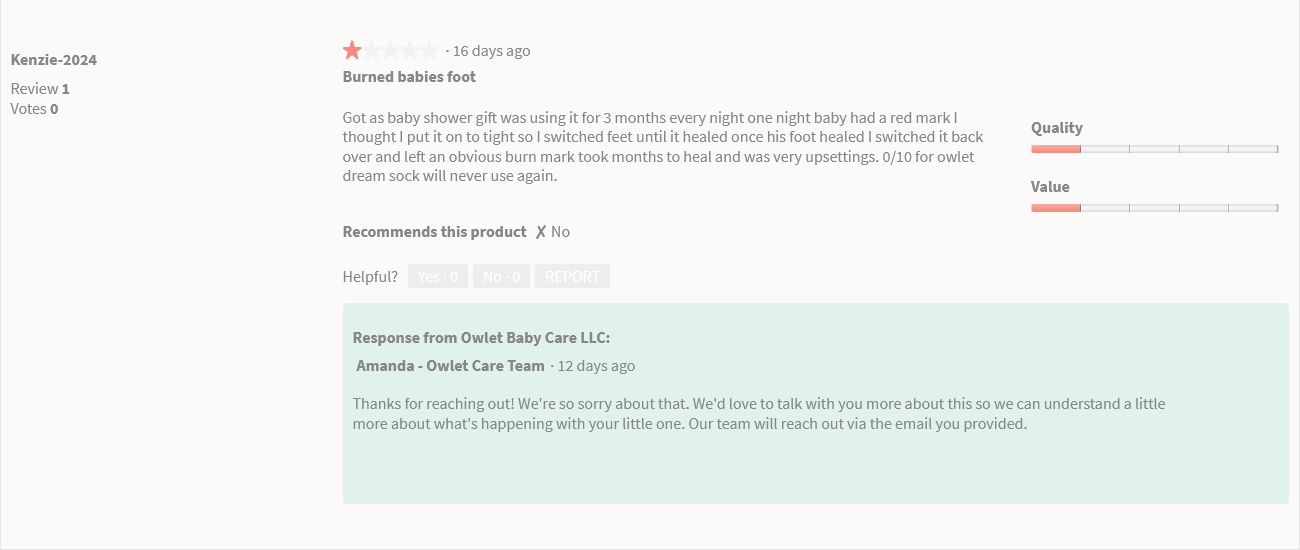 Kenzie-2024
Review 1
Votes 0
· 16 days ago
Burned babies foot
Got as baby shower gift was using it for 3 months every night one night baby had a red mark I
thought I put it on to tight so I switched feet until it healed once his foot healed I switched it back
over and left an obvious burn mark took months to heal and was very upsettings. 0/10 for owlet
dream sock will never use again.
Quality
Value
Recommends this product ✗ No
Helpful? Yes · 0 No · 0 REPORT
Response from Owlet Baby Care LLC:
Amanda - Owlet Care Team · 12 days ago
Thanks for reaching out! We're so sorry about that. We'd love to talk with you more about this so we can understand a little
more about what's happening with your little one. Our team will reach out via the email you provided.